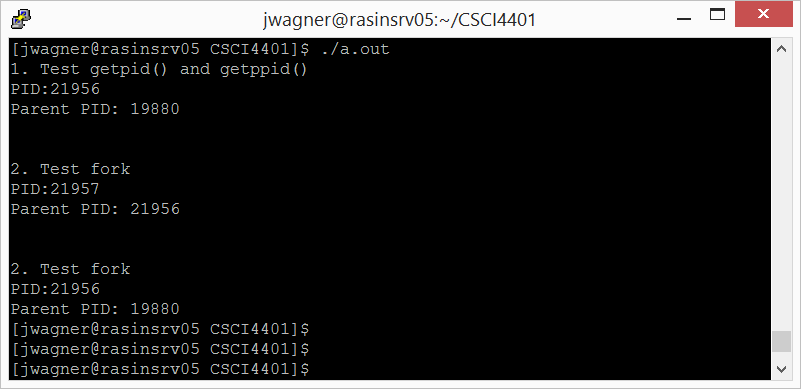 jwagner@rasinsrv05:~/CSCI4401
[jwagner@rasinsrv05 CSCI4401]$ ./a.out
1. Test getpid() and getppid()
PID:21956
Parent PID: 19880
2. Test fork
PID:21957
Parent PID: 21956
2. Test fork
PID:21956
Parent PID: 19880
[jwagner@rasinsrv05 CSCI4401]$
[jwagner@rasinsrv05 CSCI4401]$
[jwagner@rasinsrv05 CSCI4401]$